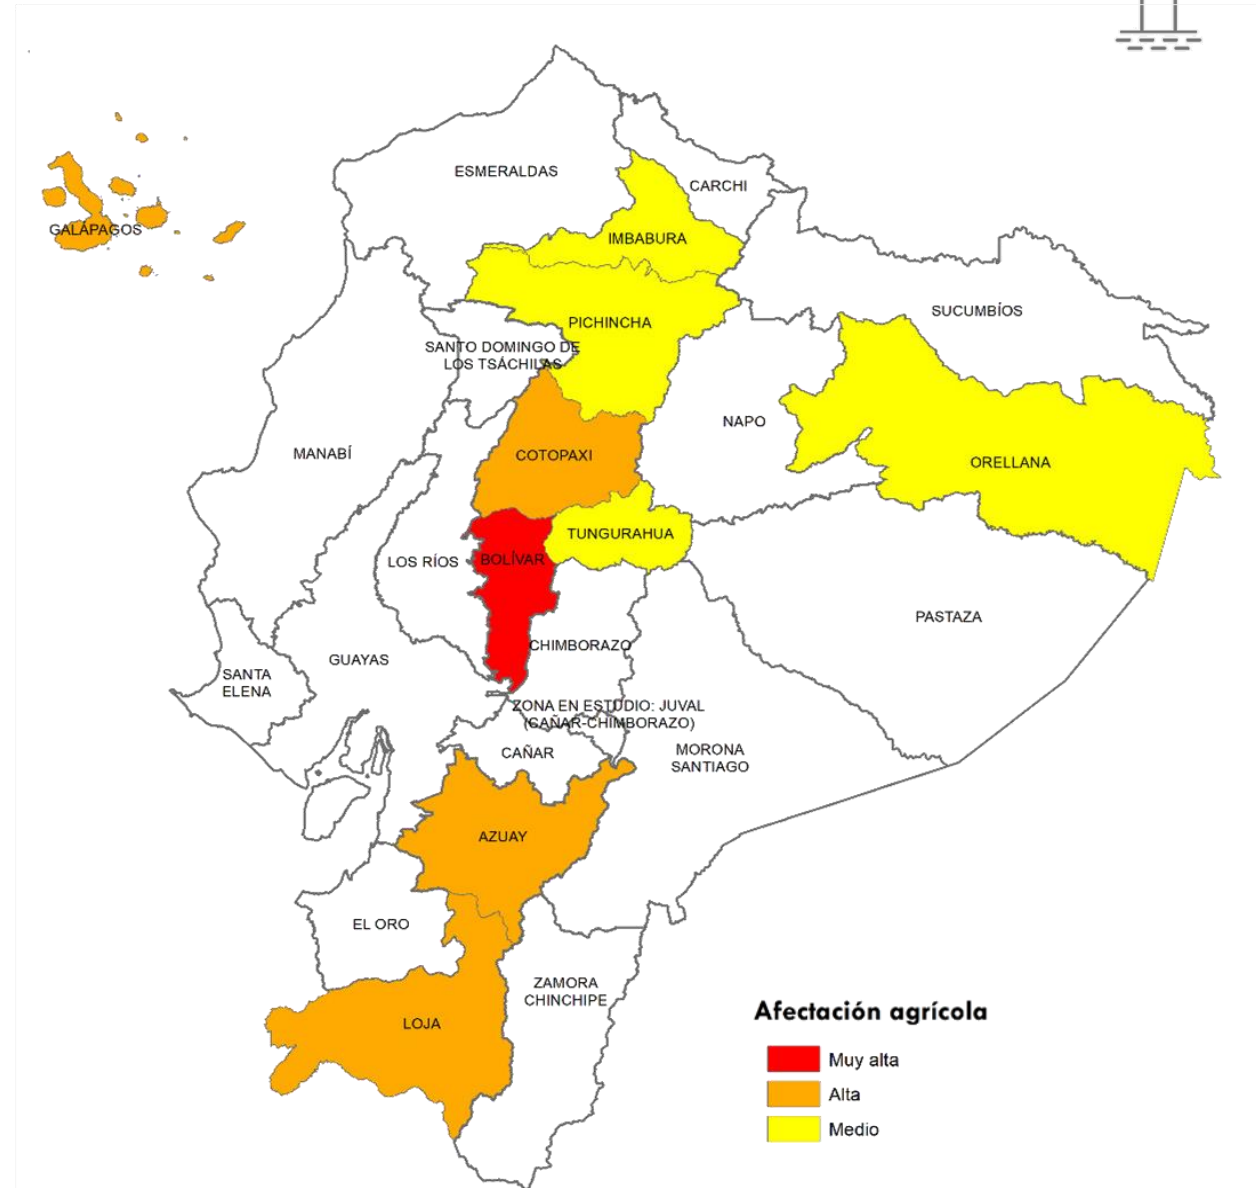 ESMERALDAS
CARCHI
GALÁPAGOS
IMBABURA
SUCUMBÍOS
PICHINCHA
SANTO DOMINGO DE
LOS TSÁCHILAS
NAPO
MANABÍ
COTOPAXI
ORELLANA
TUNGURAHUA
LOS RÍOS
BOLÍVAR
PASTAZA
CHIMBORAZO
GUAYAS
SANTA
ELENA
ZONA EN ESTUDIO: JUVAL
(CAÑAR-CHIMBORAZO)
CAÑAR
MORONA
SANTIAGO
AZUAY
EL ORO
ZAMORA
CHINCHIPE
LOJA
Afectación agrícola
Muy alta
Alta
Medio